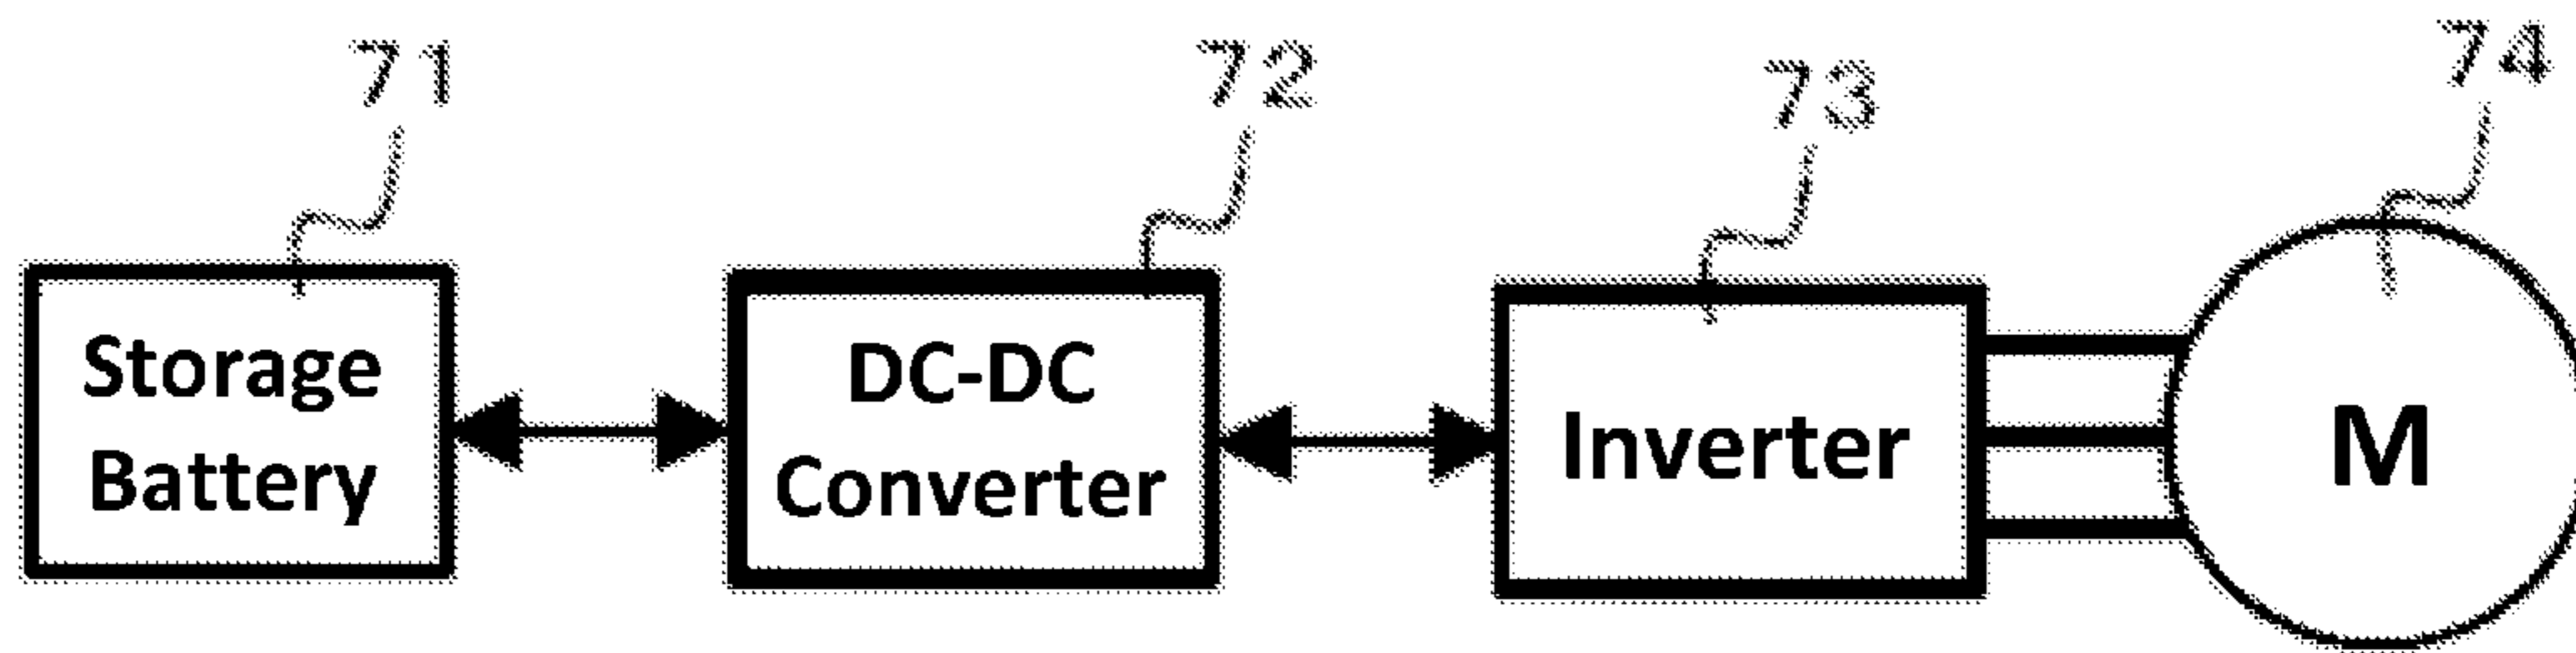 71
72
73
74
Storage
Battery
DC-DC
Converter
Inverter
M